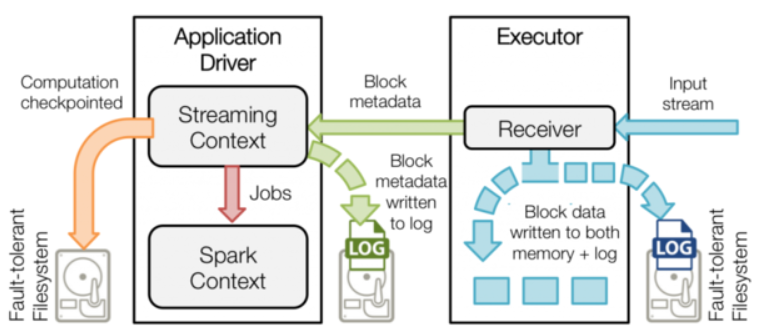 Application
Driver
Executor
Computation
checkpointed
Block
metadata
Input
stream
Streaming
Context
Receiver
Block
metadata
written
to log
Jobs
Block data
written to both
memory + log
Spark
Context
LOG
LOG
Fault-tolerant
Filesystem
Fault-tolerant
Filesystem